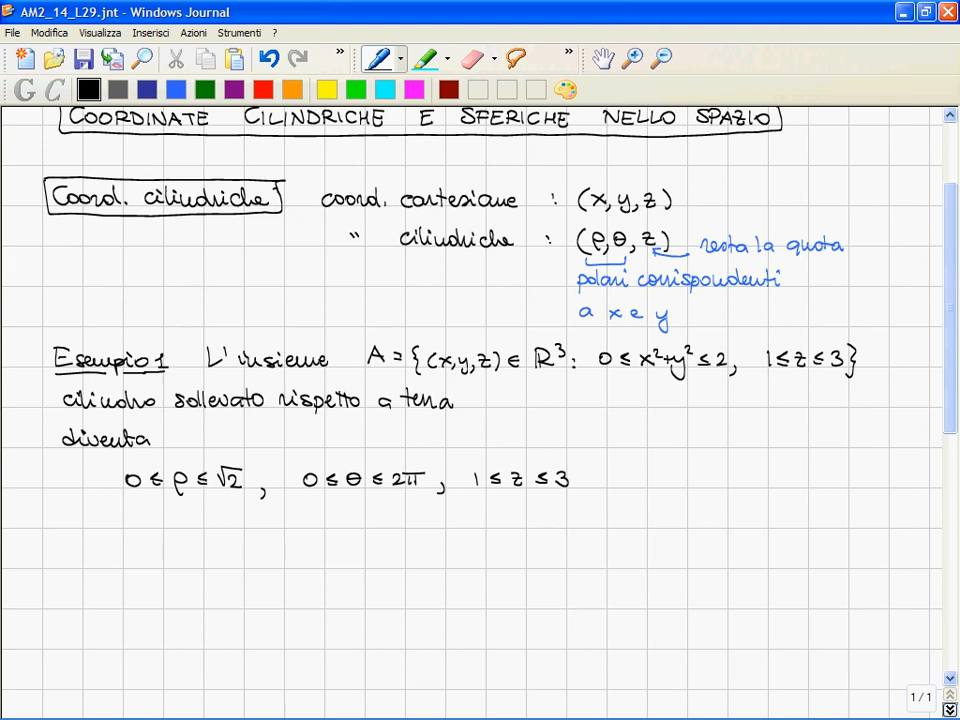 AM2_14_L29.jnt - Windows Journal
File Modifica Visualizza Inserisci Azioni Strumenti ?
G C
COORDINATE CILINDRICHE E SFERICHE NELLO SPAZIO
Coord. cilindriche coord. cartesiane : (x, y, z)
" cilindriche : (ρ, θ, z) resta la quota
polari corrispondenti
a x e y
Esempio 1 L'insieme A = {(x,y,z) ∈ ℝ³ : 0 ≤ x²+y² ≤ 2, 1 ≤ z ≤ 3}
cilindro sollevato rispetto a terra
diventa
0 ≤ ρ ≤ √2, 0 ≤ θ ≤ 2π, 1 ≤ z ≤ 3
1 / 1